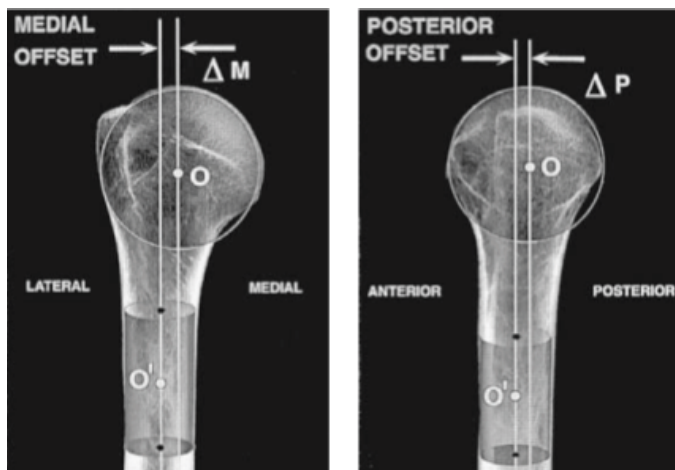 MEDIAL
OFFSET
Δ M
O
LATERAL
MEDIAL
O'
POSTERIOR
OFFSET
Δ P
O
ANTERIOR
POSTERIOR
O'